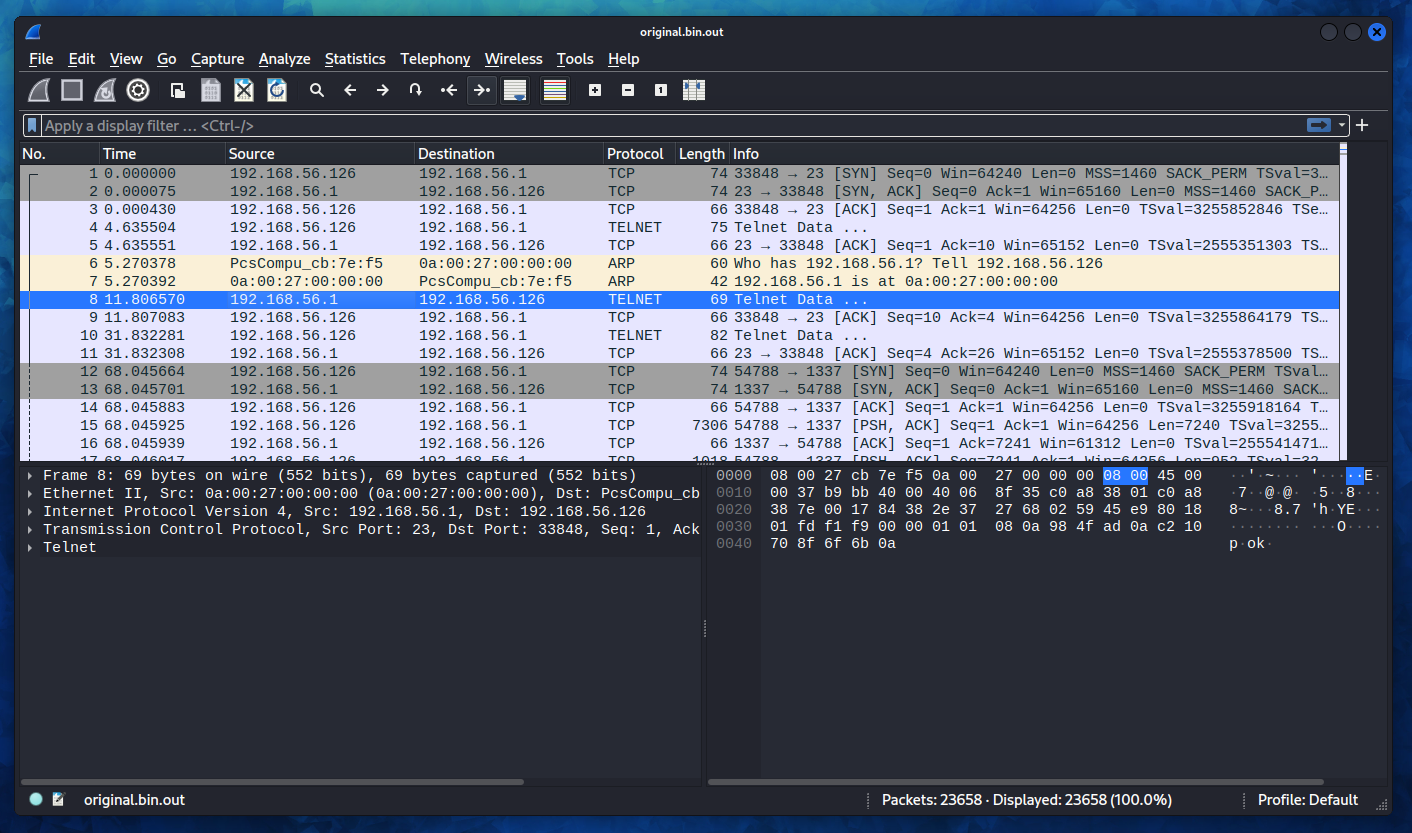 original.bin.out
File Edit View Go Capture Analyze Statistics Telephony Wireless Tools Help
Apply a display filter … <Ctrl-/>
No. Time Source Destination Protocol Length Info
1 0.000000 192.168.56.126 192.168.56.1 TCP 74 33848 → 23 [SYN] Seq=0 Win=64240 Len=0 MSS=1460 SACK_PERM TSval=3…
2 0.000075 192.168.56.1 192.168.56.126 TCP 74 23 → 33848 [SYN, ACK] Seq=0 Ack=1 Win=65160 Len=0 MSS=1460 SACK_P…
3 0.000430 192.168.56.126 192.168.56.1 TCP 66 33848 → 23 [ACK] Seq=1 Ack=1 Win=64256 Len=0 TSval=3255852846 TSe…
4 4.635504 192.168.56.126 192.168.56.1 TELNET 75 Telnet Data ...
5 4.635551 192.168.56.1 192.168.56.126 TCP 66 23 → 33848 [ACK] Seq=1 Ack=10 Win=65152 Len=0 TSval=2555351303 TS…
6 5.270378 PcsCompu_cb:7e:f5 0a:00:27:00:00:00 ARP 60 Who has 192.168.56.1? Tell 192.168.56.126
7 5.270392 0a:00:27:00:00:00 PcsCompu_cb:7e:f5 ARP 42 192.168.56.1 is at 0a:00:27:00:00:00
8 11.806570 192.168.56.1 192.168.56.126 TELNET 69 Telnet Data ...
9 11.807083 192.168.56.126 192.168.56.1 TCP 66 33848 → 23 [ACK] Seq=10 Ack=4 Win=64256 Len=0 TSval=3255864179 TS…
10 31.832281 192.168.56.126 192.168.56.1 TELNET 82 Telnet Data ...
11 31.832308 192.168.56.1 192.168.56.126 TCP 66 23 → 33848 [ACK] Seq=4 Ack=26 Win=65152 Len=0 TSval=2555378500 TS…
12 68.045664 192.168.56.126 192.168.56.1 TCP 74 54788 → 1337 [SYN] Seq=0 Win=64240 Len=0 MSS=1460 SACK_PERM TSval…
13 68.045701 192.168.56.1 192.168.56.126 TCP 74 1337 → 54788 [SYN, ACK] Seq=0 Ack=1 Win=65160 Len=0 MSS=1460 SACK…
14 68.045883 192.168.56.126 192.168.56.1 TCP 66 54788 → 1337 [ACK] Seq=1 Ack=1 Win=64256 Len=0 TSval=3255918164 T…
15 68.045925 192.168.56.126 192.168.56.1 TCP 7306 54788 → 1337 [PSH, ACK] Seq=1 Ack=1 Win=64256 Len=7240 TSval=3255…
16 68.045939 192.168.56.1 192.168.56.126 TCP 66 1337 → 54788 [ACK] Seq=1 Ack=7241 Win=61312 Len=0 TSval=255541471…
17 68.046017 192.168.56.126 192.168.56.1 TCP 1018 54788 → 1337 [PSH, ACK] Seq=7241 Ack=1 Win=64256 Len=952 TSval=32…
Frame 8: 69 bytes on wire (552 bits), 69 bytes captured (552 bits)
Ethernet II, Src: 0a:00:27:00:00:00 (0a:00:27:00:00:00), Dst: PcsCompu_cb
Internet Protocol Version 4, Src: 192.168.56.1, Dst: 192.168.56.126
Transmission Control Protocol, Src Port: 23, Dst Port: 33848, Seq: 1, Ack
Telnet
0000 08 00 27 cb 7e f5 0a 00 27 00 00 00 08 00 45 00 ··'·~··· '·····E·
0010 00 37 b9 bb 40 00 40 06 8f 35 c0 a8 38 01 c0 a8 ·7··@·@· ·5··8···
0020 38 7e 00 17 84 38 2e 37 27 68 02 59 45 e9 80 18 8~···8.7 'h·YE···
0030 01 fd f1 f9 00 00 01 01 08 0a 98 4f ad 0a c2 10 ········ ···O····
0040 70 8f 6f 6b 0a p·ok·
original.bin.out
Packets: 23658 · Displayed: 23658 (100.0%)
Profile: Default